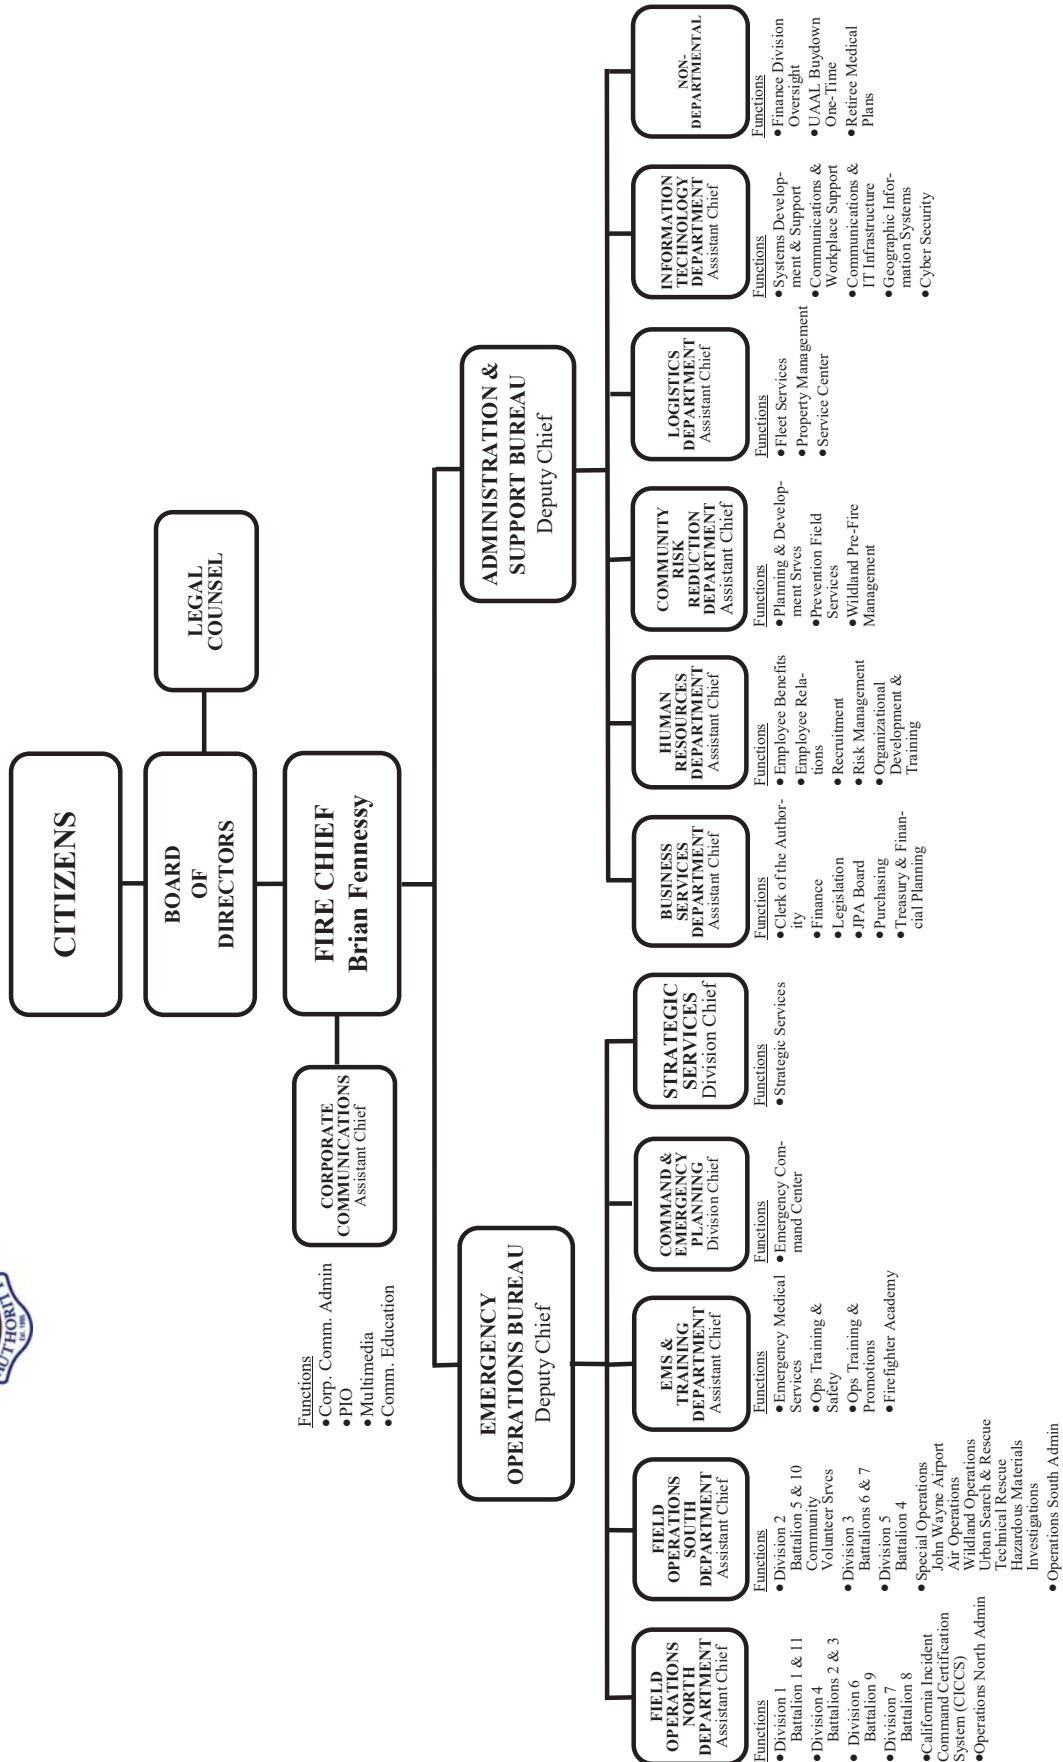 AUTHORITY
CITIZENS
BOARD
OF
DIRECTORS
LEGAL
COUNSEL
FIRE CHIEF
Brian Fennessy
CORPORATE
COMMUNICATIONS
Assistant Chief
Functions
•Corp. Comm. Admin
•PIO
•Multimedia
•Comm. Education
EMERGENCY
OPERATIONS BUREAU
Deputy Chief
ADMINISTRATION &
SUPPORT BUREAU
Deputy Chief
FIELD
OPERATIONS
NORTH
DEPARTMENT
Assistant Chief
Functions
•Division 1
Battalion 1 & 11
•Division 4
Battalions 2 & 3
• Division 6
Battalion 9
•Division 7
Battalion 8
•California Incident
Command Certification
System (CICCS)
•Operations North Admin
FIELD
OPERATIONS
SOUTH
DEPARTMENT
Assistant Chief
Functions
•Division 2
Battalion 5 & 10
Community
Volunteer Srvcs
•Division 3
Battalions 6 & 7
•Division 5
Battalion 4
•Special Operations
John Wayne Airport
Air Operations
Wildland Operations
Urban Search & Rescue
Technical Rescue
Hazardous Materials
Investigations
•Operations South Admin
EMS &
TRAINING
DEPARTMENT
Assistant Chief
Functions
•Emergency Medical
Services
•Ops Training &
Safety
•Ops Training &
Promotions
•Firefighter Academy
COMMAND &
EMERGENCY
PLANNING
Division Chief
Functions
•Emergency Com-
mand Center
STRATEGIC
SERVICES
Division Chief
Functions
•Strategic Services
BUSINESS
SERVICES
DEPARTMENT
Assistant Chief
Functions
•Clerk of the Author-
ity
•Finance
•Legislation
•JPA Board
•Purchasing
•Treasury & Finan-
cial Planning
HUMAN
RESOURCES
DEPARTMENT
Assistant Chief
Functions
•Employee Benefits
•Employee Rela-
tions
•Recruitment
•Risk Management
•Organizational
Development &
Training
COMMUNITY
RISK
REDUCTION
DEPARTMENT
Assistant Chief
Functions
•Planning & Develop-
ment Srvcs
•Prevention Field
Services
•Wildland Pre-Fire
Management
LOGISTICS
DEPARTMENT
Assistant Chief
Functions
•Fleet Services
•Property Management
•Service Center
INFORMATION
TECHNOLOGY
DEPARTMENT
Assistant Chief
Functions
•Systems Develop-
ment & Support
•Communications &
Workplace Support
•Communications &
IT Infrastructure
•Geographic Infor-
mation Systems
•Cyber Security
NON-
DEPARTMENTAL
Functions
•Finance Division
Oversight
•UAAL Buydown
One-Time
•Retiree Medical
Plans